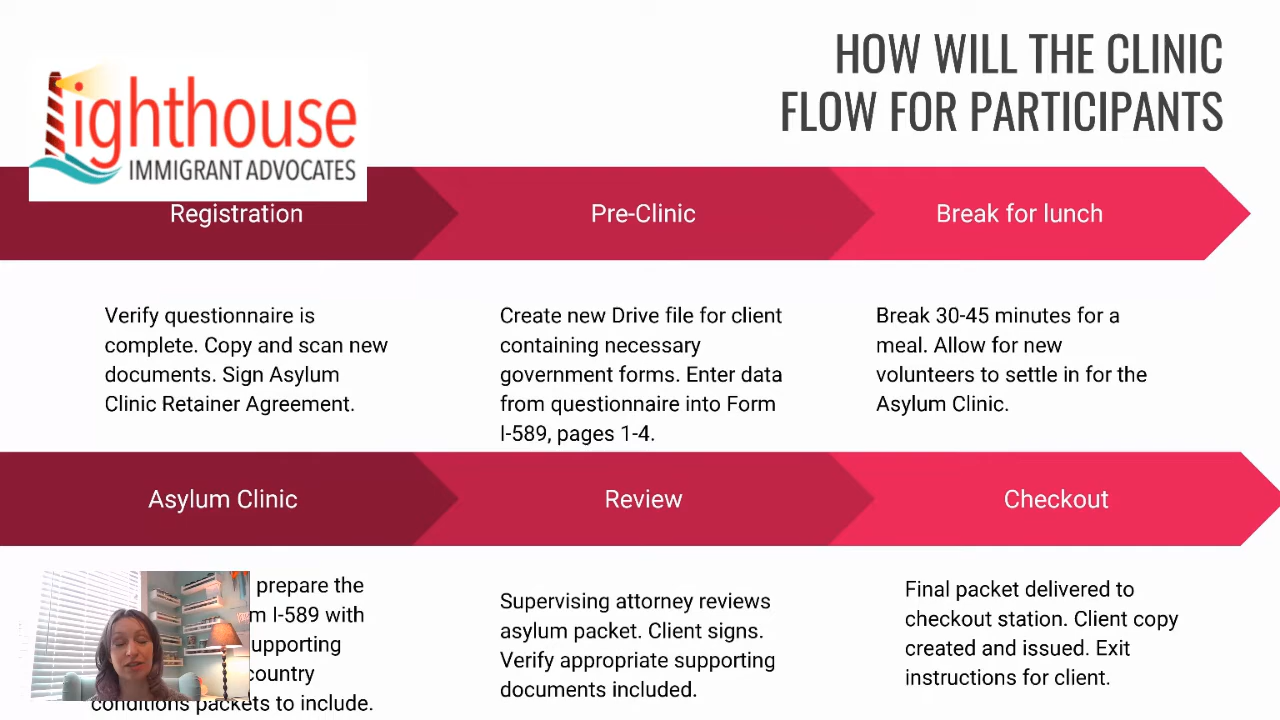 Lighthouse
IMMIGRANT ADVOCATES
HOW WILL THE CLINIC
FLOW FOR PARTICIPANTS
Registration
Pre-Clinic
Break for lunch
Verify questionnaire is
complete. Copy and scan new
documents. Sign Asylum
Clinic Retainer Agreement.
Create new Drive file for client
containing necessary
government forms. Enter data
from questionnaire into Form
I-589, pages 1-4.
Break 30-45 minutes for a
meal. Allow for new
volunteers to settle in for the
Asylum Clinic.
Asylum Clinic
Review
Checkout
prepare the
I-589 with
country
conditions packets to include.
Supervising attorney reviews
asylum packet. Client signs.
Verify appropriate supporting
documents included.
Final packet delivered to
checkout station. Client copy
created and issued. Exit
instructions for client.